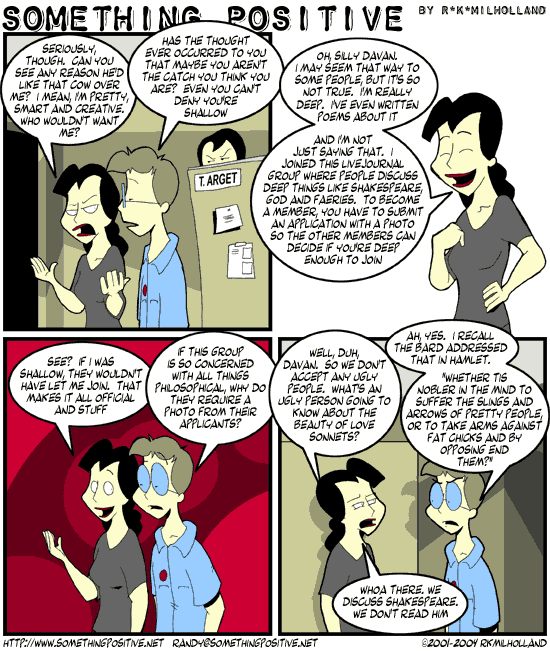 SOMETHING POSITIVE BY R*K*MILHOLLAND
SERIOUSLY,
THOUGH. CAN YOU
SEE ANY REASON HE'D
LIKE THAT COW OVER
ME? I MEAN, I'M PRETTY,
SMART AND CREATIVE.
WHO WOULDN'T WANT
ME?
HAS THE THOUGHT
EVER OCCURRED TO YOU
THAT MAYBE YOU AREN'T
THE CATCH YOU THINK YOU
ARE? EVEN YOU CAN'T
DENY YOU'RE
SHALLOW
T. ARGET
OH, SILLY DAVAN.
I MAY SEEM THAT WAY TO
SOME PEOPLE, BUT IT'S SO
NOT TRUE. I'M REALLY
DEEP. I'VE EVEN WRITTEN
POEMS ABOUT IT
AND I'M NOT
JUST SAYING THAT. I
JOINED THIS LIVEJOURNAL
GROUP WHERE PEOPLE DISCUSS
DEEP THINGS LIKE SHAKESPEARE,
GOD AND FAERIES. TO BECOME
A MEMBER, YOU HAVE TO SUBMIT
AN APPLICATION WITH A PHOTO
SO THE OTHER MEMBERS CAN
DECIDE IF YOU'RE DEEP
ENOUGH TO JOIN
SEE? IF I WAS
SHALLOW, THEY WOULDN'T
HAVE LET ME JOIN. THAT
MAKES IT ALL OFFICIAL
AND STUFF
IF THIS GROUP
IS SO CONCERNED
WITH ALL THINGS
PHILOSOPHICAL, WHY DO
THEY REQUIRE A
PHOTO FROM THEIR
APPLICANTS?
WELL, DUH,
DAVAN. SO WE DON'T
ACCEPT ANY UGLY
PEOPLE. WHAT'S AN
UGLY PERSON GOING TO
KNOW ABOUT THE
BEAUTY OF LOVE
SONNETS?
AH, YES. I RECALL
THE BARD ADDRESSED
THAT IN HAMLET.
"WHETHER TIS
NOBLER IN THE MIND TO
SUFFER THE SLINGS AND
ARROWS OF PRETTY PEOPLE,
OR TO TAKE ARMS AGAINST
FAT CHICKS AND BY
OPPOSING END
THEM?"
WHOA THERE. WE
DISCUSS SHAKESPEARE.
WE DON'T READ HIM
HTTP://WWW.SOMETHINGPOSITIVE.NET RANDY@SOMETHINGPOSITIVE.NET ©2001-2004 RKMILHOLLAND